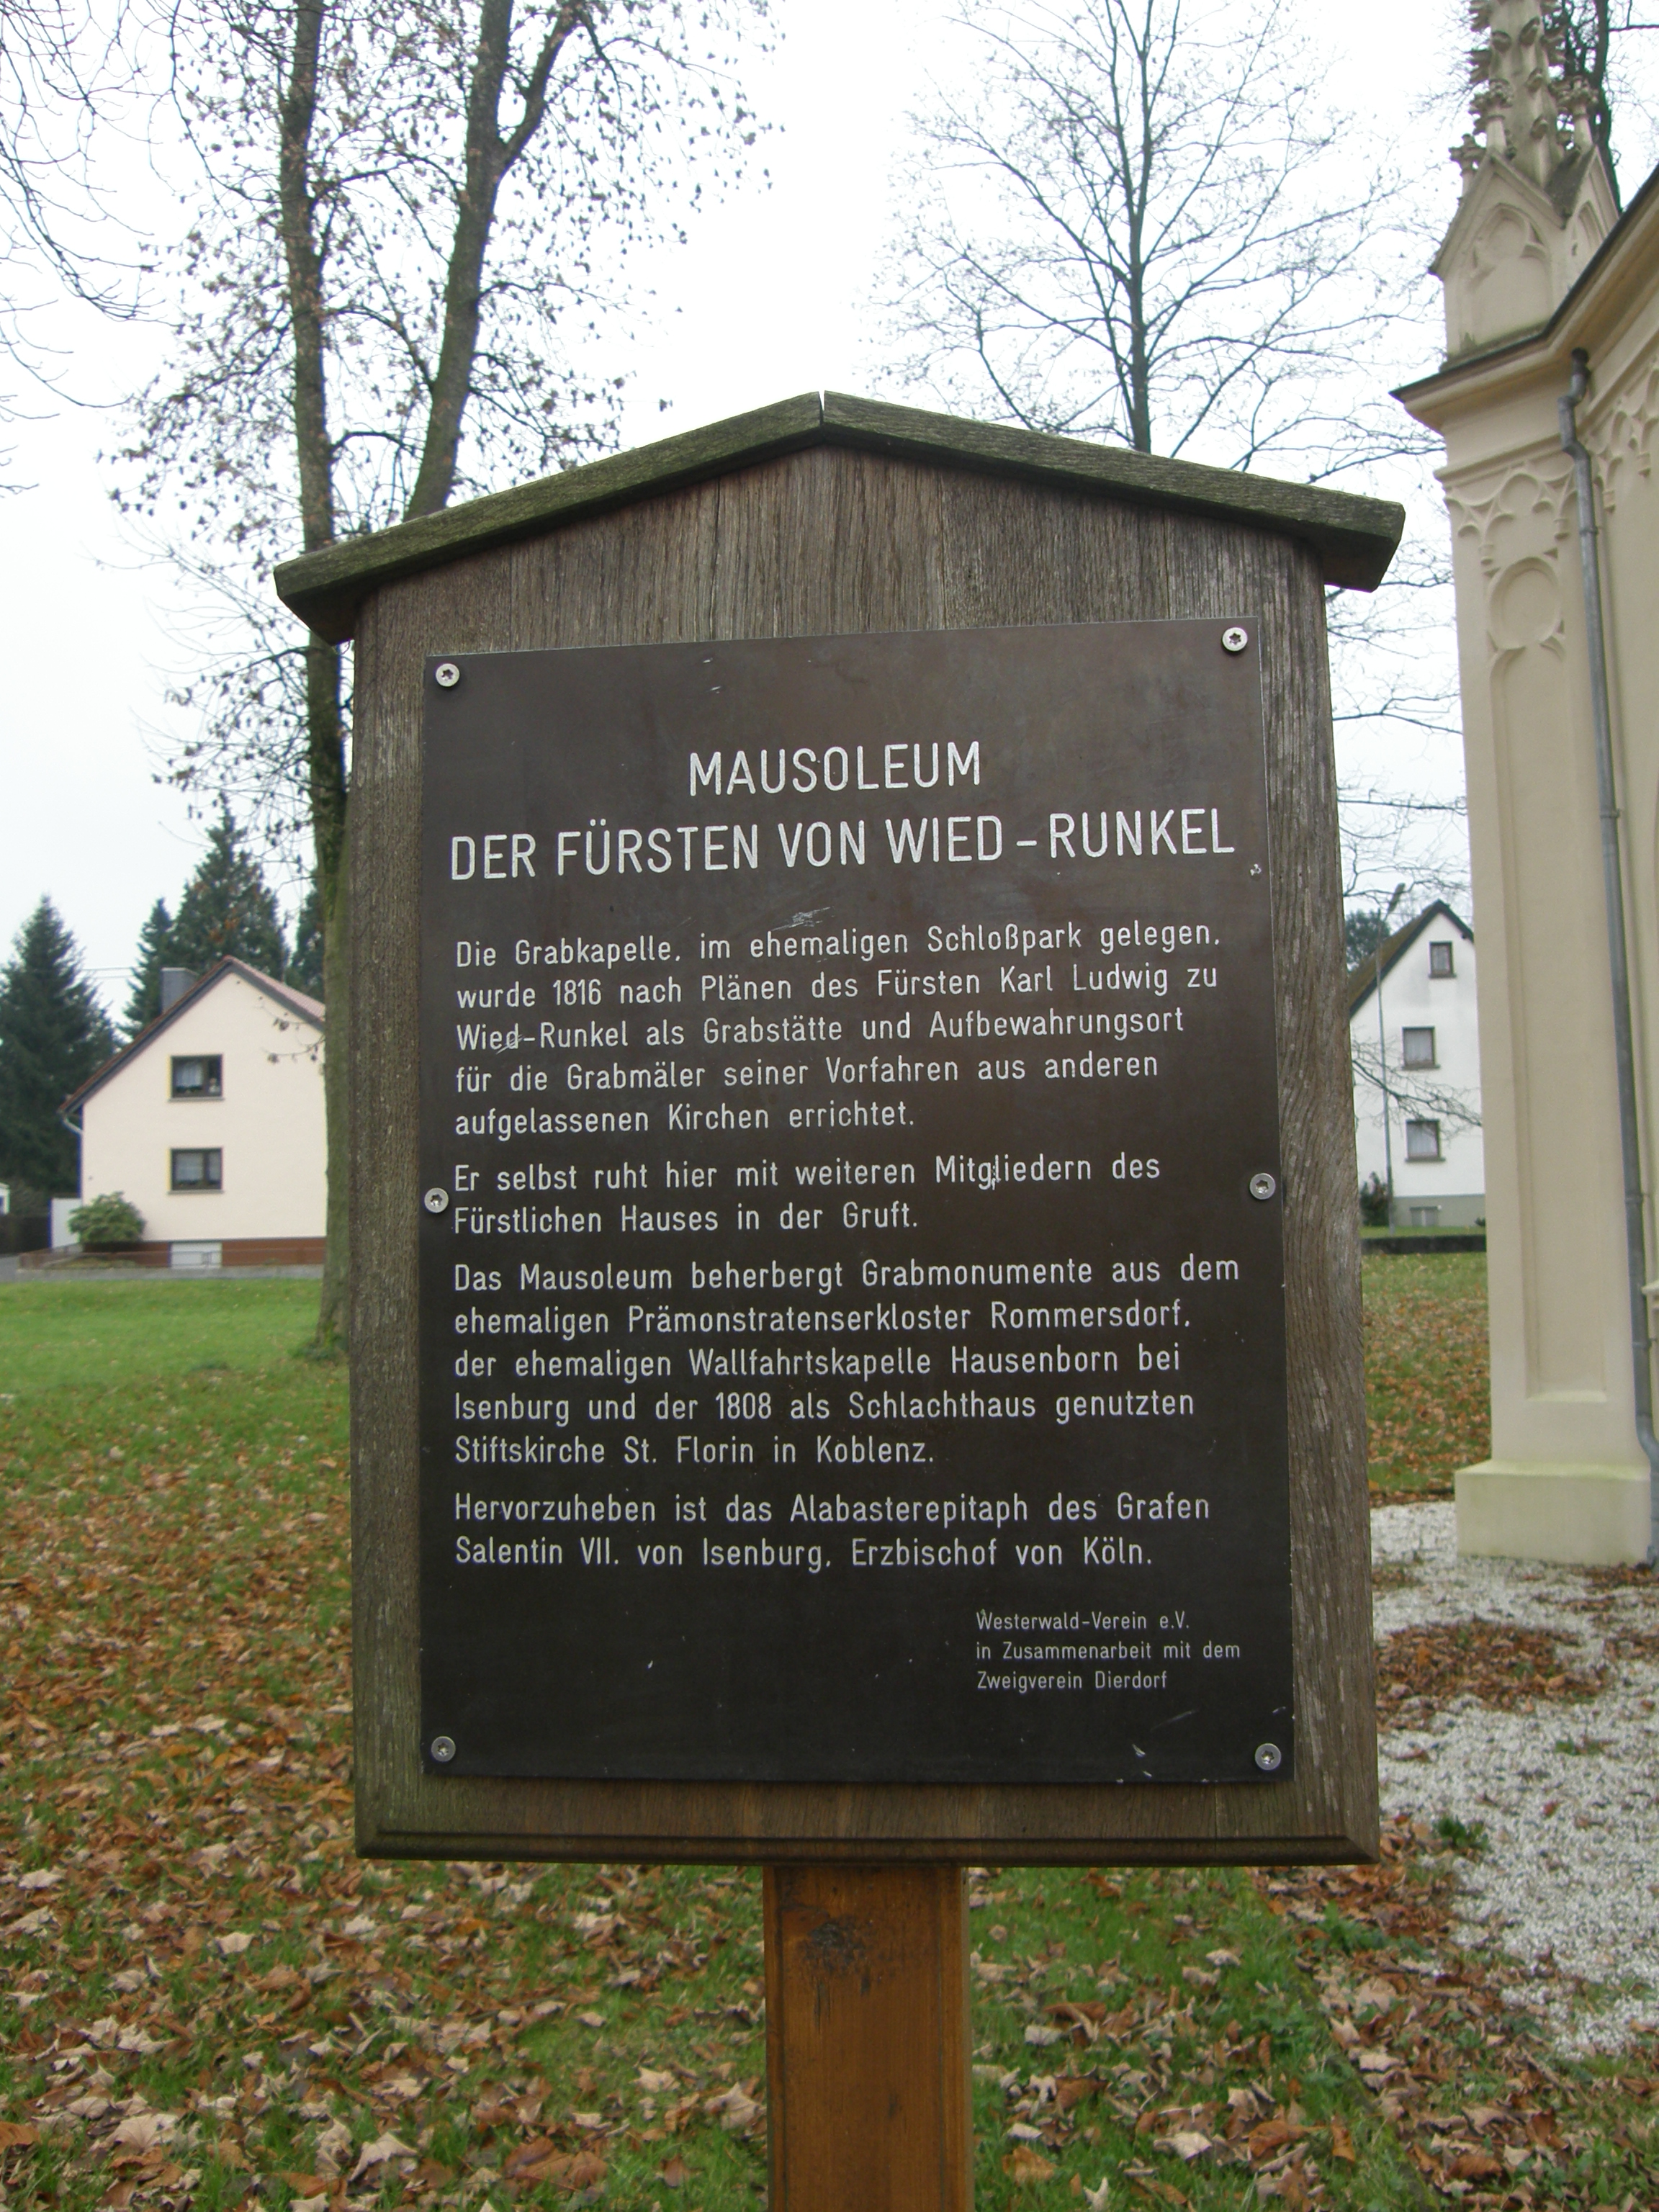 MAUSOLEUM
DER FÜRSTEN VON WIED-RUNKEL
Die Grabkapelle, im ehemaligen Schloßpark gelegen,
wurde 1816 nach Plänen des Fürsten Karl Ludwig zu
Wied-Runkel als Grabstätte und Aufbewahrungsort
für die Grabmäler seiner Vorfahren aus anderen
aufgelassenen Kirchen errichtet.
Er selbst ruht hier mit weiteren Mitgliedern des
Fürstlichen Hauses in der Gruft.
Das Mausoleum beherbergt Grabmonumente aus dem
ehemaligen Prämonstratenserkloster Rommersdorf,
der ehemaligen Wallfahrtskapelle Hausenborn bei
Isenburg und der 1808 als Schlachthaus genutzten
Stiftskirche St. Florin in Koblenz.
Hervorzuheben ist das Alabasterepitaph des Grafen
Salentin VII. von Isenburg, Erzbischof von Köln.
Westerwald-Verein e.V.
in Zusammenarbeit mit dem
Zweigverein Dierdorf